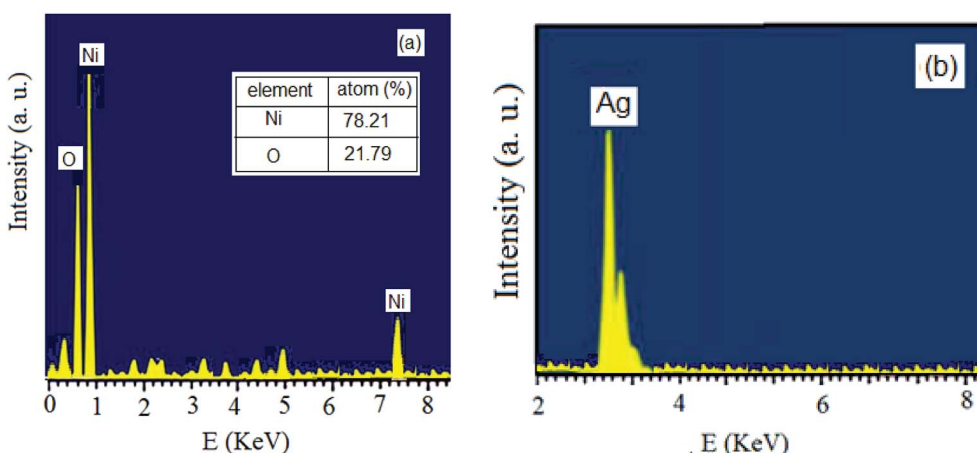 (a)
Ni
O
Ni
element atom (%)
Ni 78.21
O 21.79
Intensity (a. u.)
0 1 2 3 4 5 6 7 8
E (KeV)
(b)
Ag
Intensity (a. u.)
2 4 6 8
E (KeV)